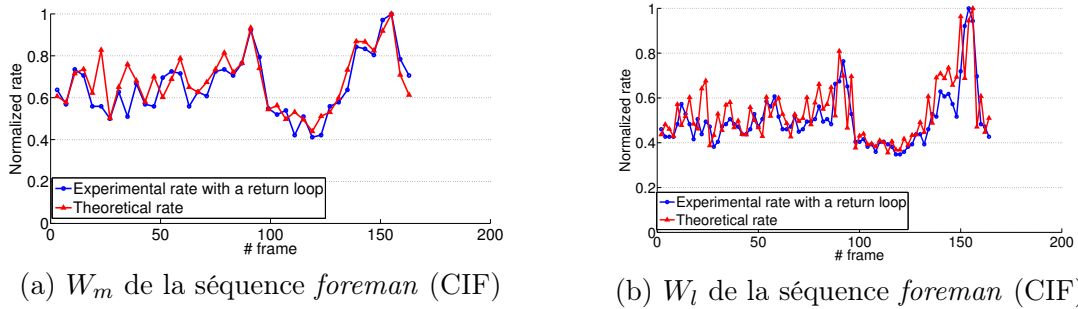 1
0.8
0.6
0.4
0.2
0
Normalized rate
Experimental rate with a return loop
Theoretical rate
0 50 100 150 200
# frame
(a) W_m de la séquence foreman (CIF)
1
0.8
0.6
0.4
0.2
Normalized rate
Experimental rate with a return loop
Theoretical rate
0 50 100 150 200
# frame
(b) W_l de la séquence foreman (CIF)